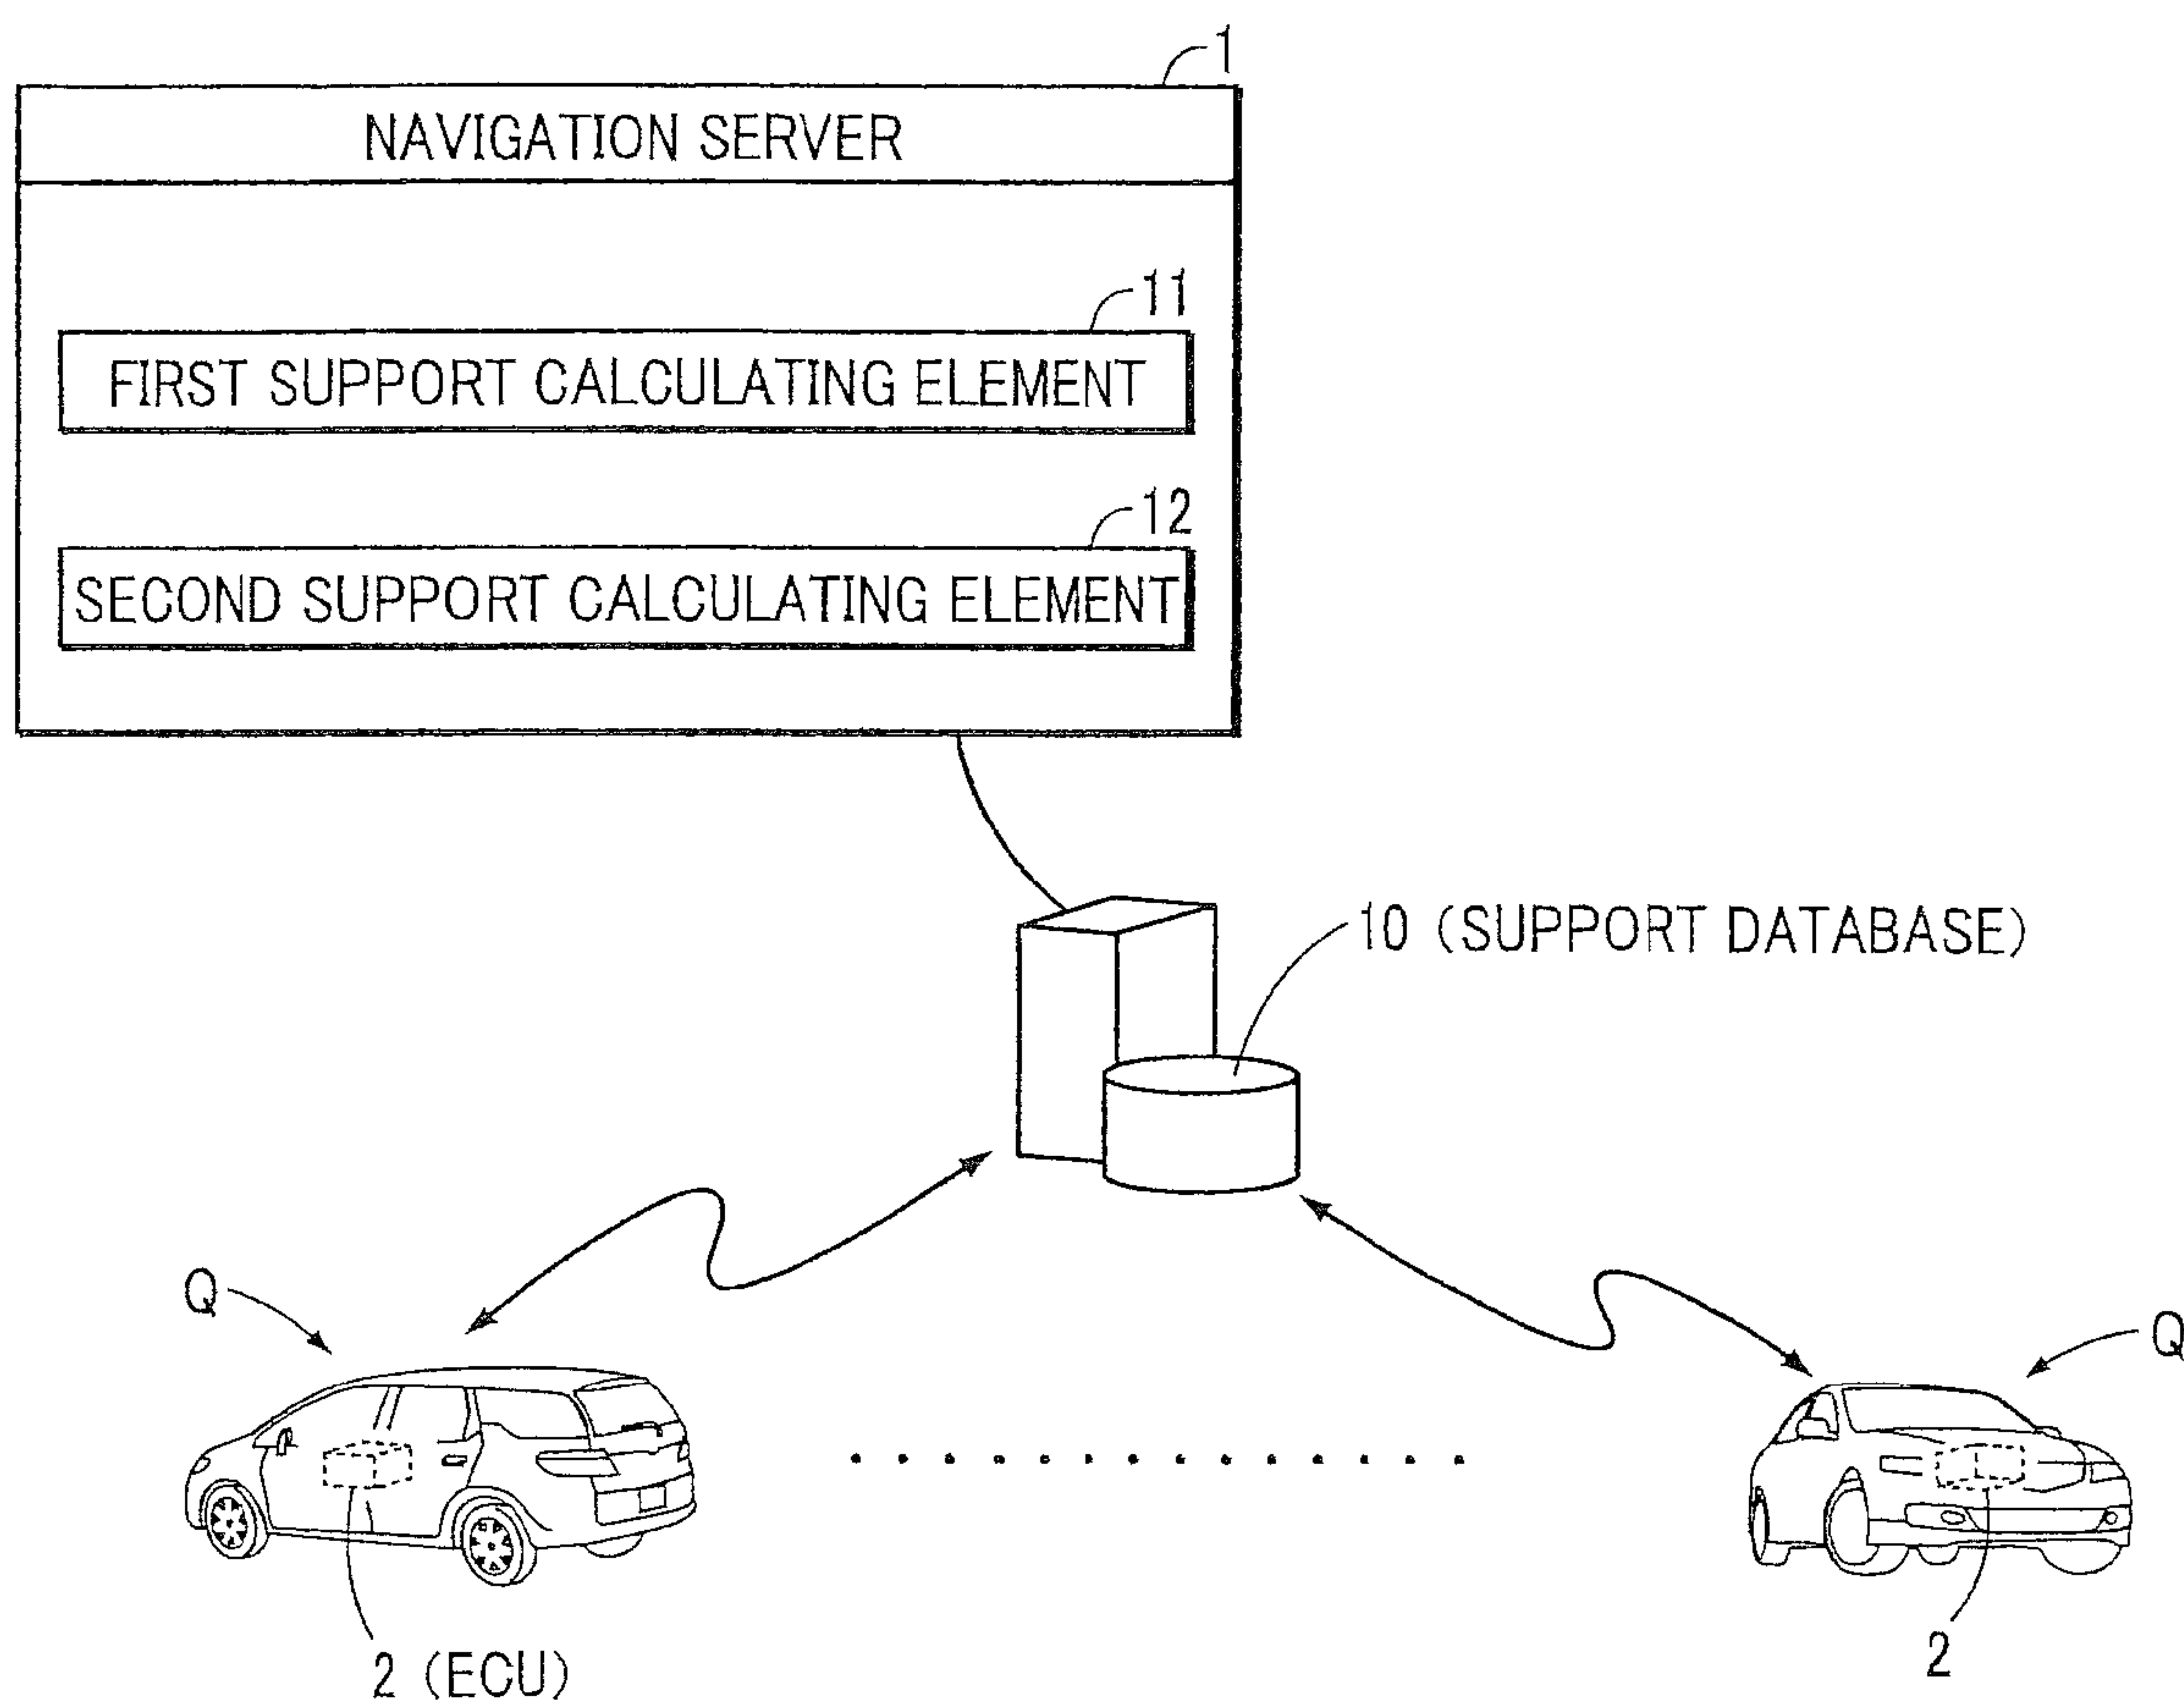 1
NAVIGATION SERVER
11
FIRST SUPPORT CALCULATING ELEMENT
12
SECOND SUPPORT CALCULATING ELEMENT
10 (SUPPORT DATABASE)
Q
Q
2 (ECU)
2